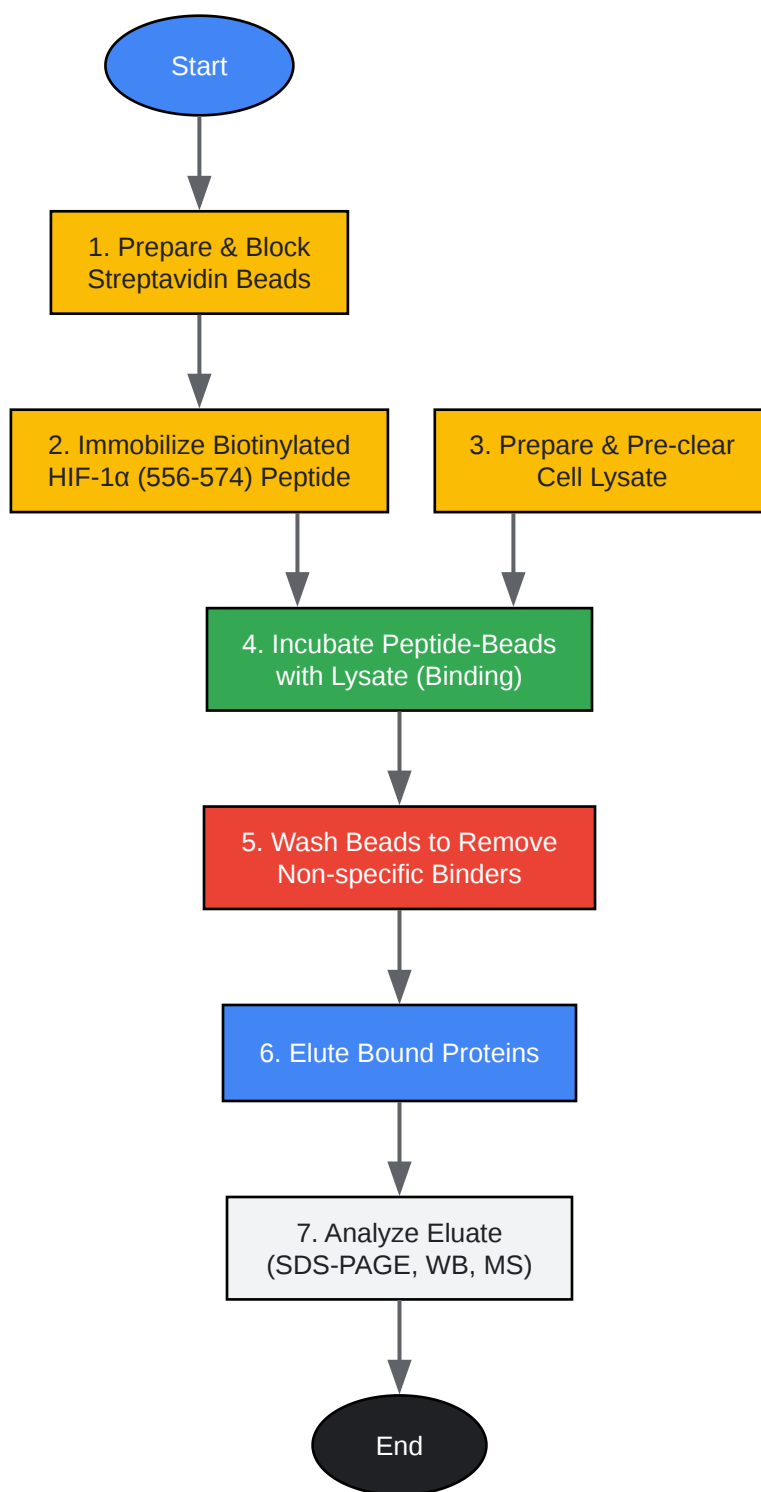 Start
1. Prepare & Block
Streptavidin Beads
2. Immobilize Biotinylated
HIF-1α (556-574) Peptide
3. Prepare & Pre-clear
Cell Lysate
4. Incubate Peptide-Beads
with Lysate (Binding)
5. Wash Beads to Remove
Non-specific Binders
6. Elute Bound Proteins
7. Analyze Eluate
(SDS-PAGE, WB, MS)
End